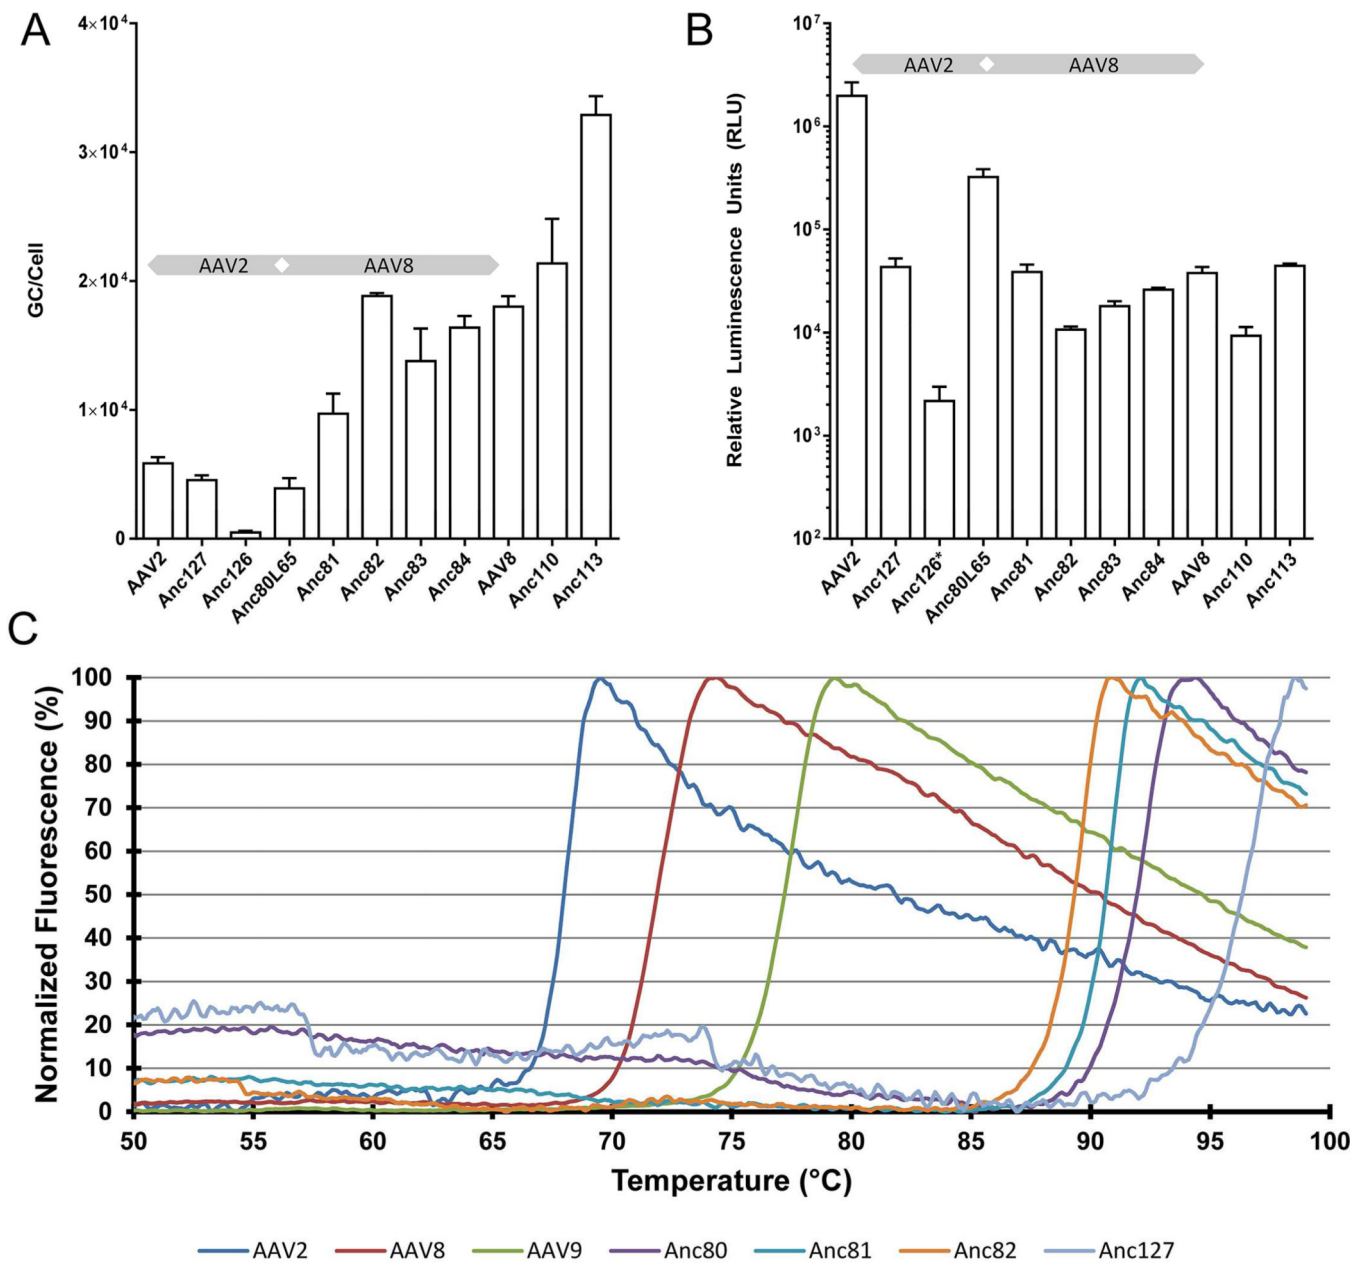 A
4×10⁴
3×10⁴
2×10⁴
1×10⁴
0
GC/Cell
AAV2 AAV8
AAV2 Anc127 Anc126 Anc80L65 Anc81 Anc82 Anc83 Anc84 AAV8 Anc110 Anc113
B
10⁷
10⁶
10⁵
10⁴
10³
10²
Relative Luminescence Units (RLU)
AAV2 AAV8
AAV2 Anc127 Anc126* Anc80L65 Anc81 Anc82 Anc83 Anc84 AAV8 Anc110 Anc113
C
100
90
80
70
60
50
40
30
20
10
0
Normalized Fluorescence (%)
50 55 60 65 70 75 80 85 90 95 100
Temperature (°C)
AAV2 AAV8 AAV9 Anc80 Anc81 Anc82 Anc127